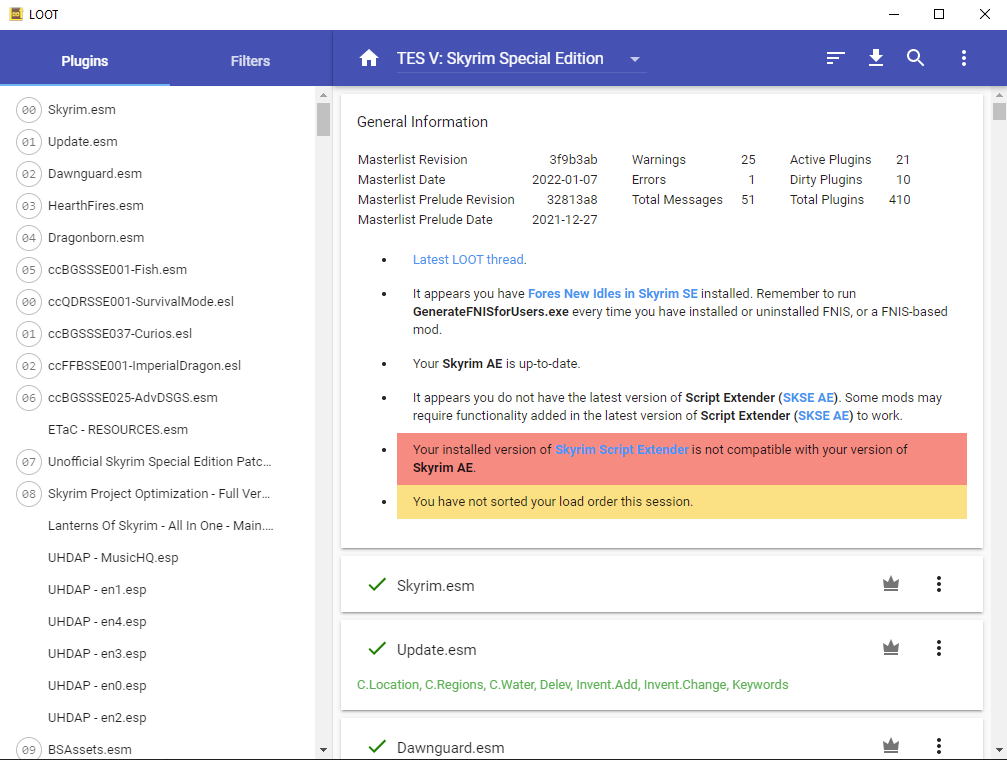 LOOT
Plugins
Filters
TES V: Skyrim Special Edition
00 Skyrim.esm
01 Update.esm
02 Dawnguard.esm
03 HearthFires.esm
04 Dragonborn.esm
05 ccBGSSSE001-Fish.esm
00 ccQDRSSE001-SurvivalMode.esl
01 ccBGSSSE037-Curios.esl
02 ccFFBSSE001-ImperialDragon.esl
06 ccBGSSSE025-AdvDSGS.esm
ETaC - RESOURCES.esm
07 Unofficial Skyrim Special Edition Patc...
08 Skyrim Project Optimization - Full Ver...
Lanterns Of Skyrim - All In One - Main....
UHDAP - MusicHQ.esp
UHDAP - en1.esp
UHDAP - en4.esp
UHDAP - en3.esp
UHDAP - en0.esp
UHDAP - en2.esp
09 BSAssets.esm
General Information
Masterlist Revision 3f9b3ab Warnings 25 Active Plugins 21
Masterlist Date 2022-01-07 Errors 1 Dirty Plugins 10
Masterlist Prelude Revision 32813a8 Total Messages 51 Total Plugins 410
Masterlist Prelude Date 2021-12-27
• Latest LOOT thread.
• It appears you have Fores New Idles in Skyrim SE installed. Remember to run
GenerateFNISforUsers.exe every time you have installed or uninstalled FNIS, or a FNIS-based
mod.
• Your Skyrim AE is up-to-date.
• It appears you do not have the latest version of Script Extender (SKSE AE). Some mods may
require functionality added in the latest version of Script Extender (SKSE AE) to work.
• Your installed version of Skyrim Script Extender is not compatible with your version of
Skyrim AE.
• You have not sorted your load order this session.
Skyrim.esm
Update.esm
C.Location, C.Regions, C.Water, Delev, Invent.Add, Invent.Change, Keywords
Dawnguard.esm